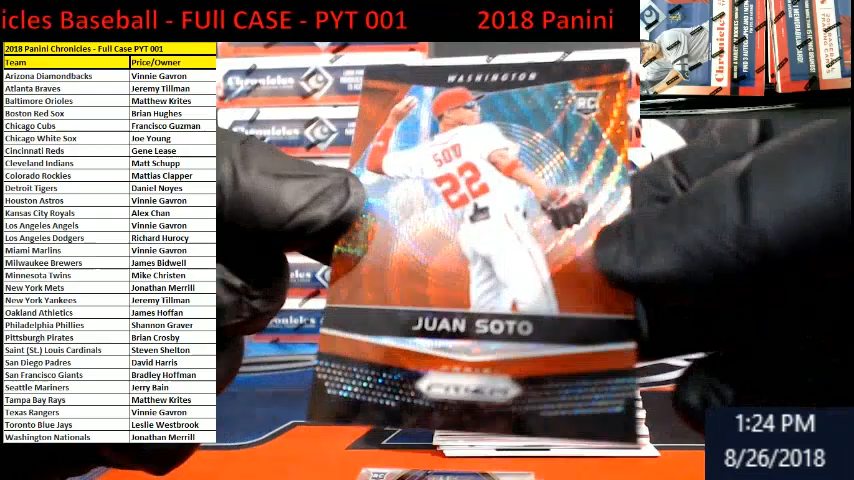 icles Baseball - FUll CASE - PYT 001 2018 Panini
2018 Panini Chronicles - Full Case PYT 001
Team Price/Owner
Arizona Diamondbacks Vinnie Gavron
Atlanta Braves Jeremy Tillman
Baltimore Orioles Matthew Krites
Boston Red Sox Brian Hughes
Chicago Cubs Francisco Guzman
Chicago White Sox Joe Young
Cincinnati Reds Gene Lease
Cleveland Indians Matt Schupp
Colorado Rockies Mattias Clapper
Detroit Tigers Daniel Noyes
Houston Astros Vinnie Gavron
Kansas City Royals Alex Chan
Los Angeles Angels Vinnie Gavron
Los Angeles Dodgers Richard Hurocy
Miami Marlins Vinnie Gavron
Milwaukee Brewers James Bidwell
Minnesota Twins Mike Christen
New York Mets Jonathan Merrill
New York Yankees Jeremy Tillman
Oakland Athletics James Hoffan
Philadelphia Phillies Shannon Graver
Pittsburgh Pirates Brian Crosby
Saint (St.) Louis Cardinals Steven Shelton
San Diego Padres David Harris
San Francisco Giants Bradley Hoffman
Seattle Mariners Jerry Bain
Tampa Bay Rays Matthew Krites
Texas Rangers Vinnie Gavron
Toronto Blue Jays Leslie Westbrook
Washington Nationals Jonathan Merrill
WASHINGTON
RC
22
JUAN SOTO
PANINI
PRIZM
Chronicles
1:24 PM
8/26/2018